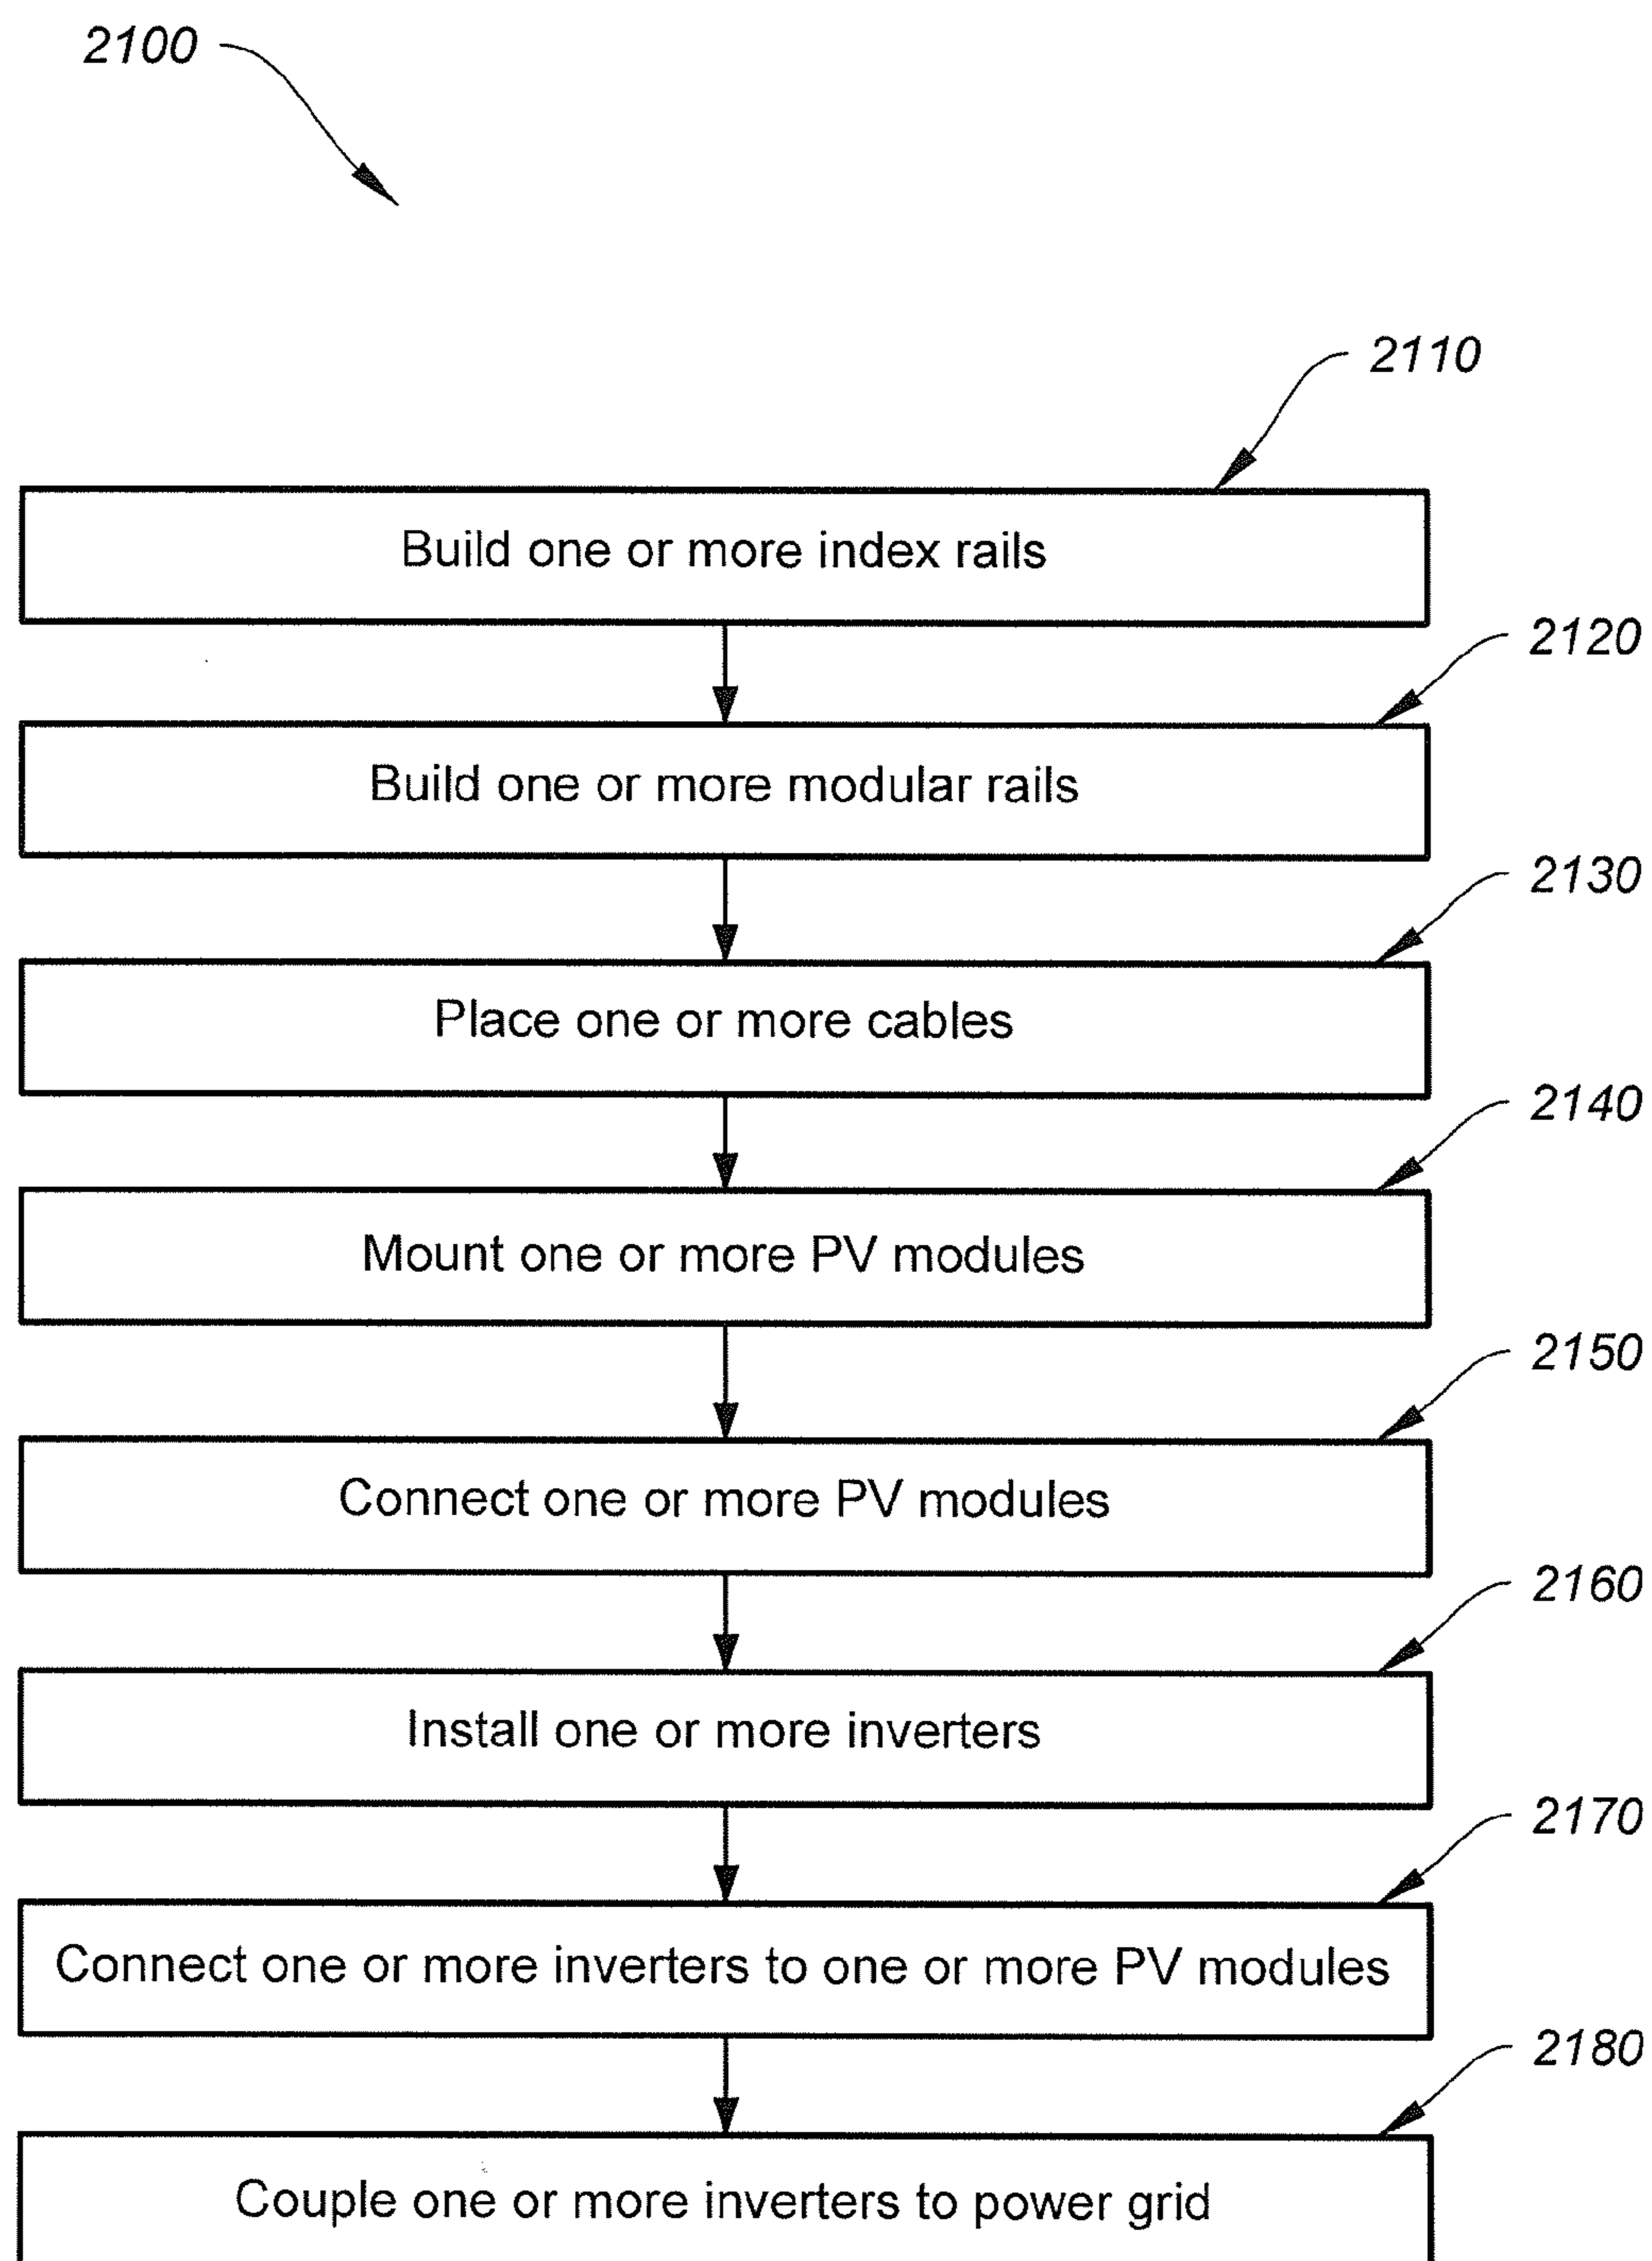 2100
2110
Build one or more index rails
2120
Build one or more modular rails
2130
Place one or more cables
2140
Mount one or more PV modules
2150
Connect one or more PV modules
2160
Install one or more inverters
2170
Connect one or more inverters to one or more PV modules
2180
Couple one or more inverters to power grid